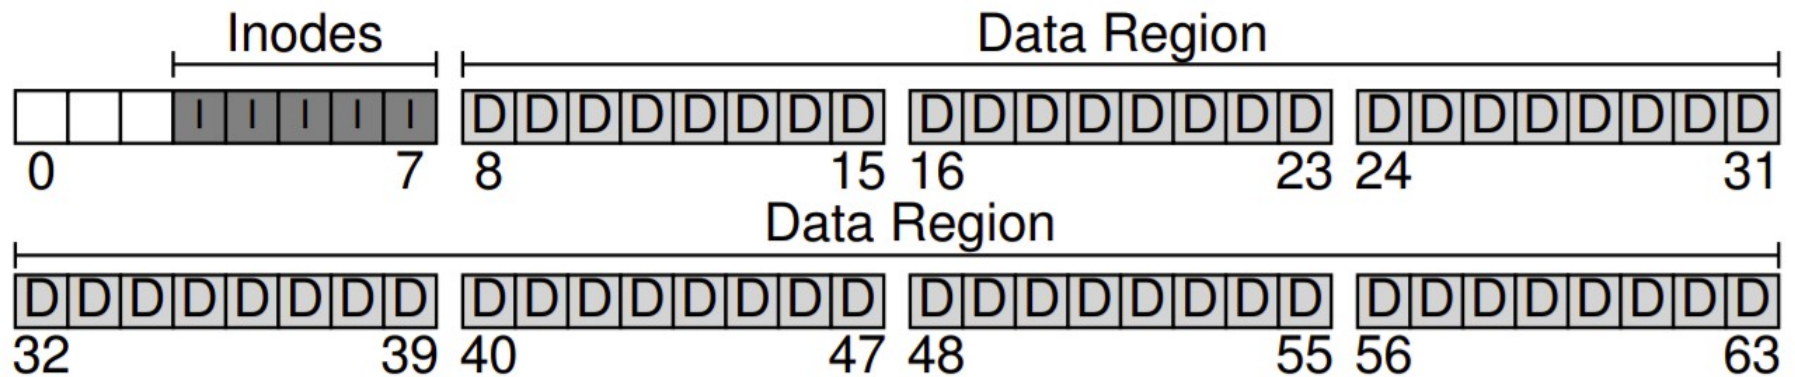 Inodes Data Region
I I I I I D D D D D D D D D D D D D D D D D D D D D D D D
0 7 8 15 16 23 24 31
Data Region
D D D D D D D D D D D D D D D D D D D D D D D D D D D D D D D D
32 39 40 47 48 55 56 63